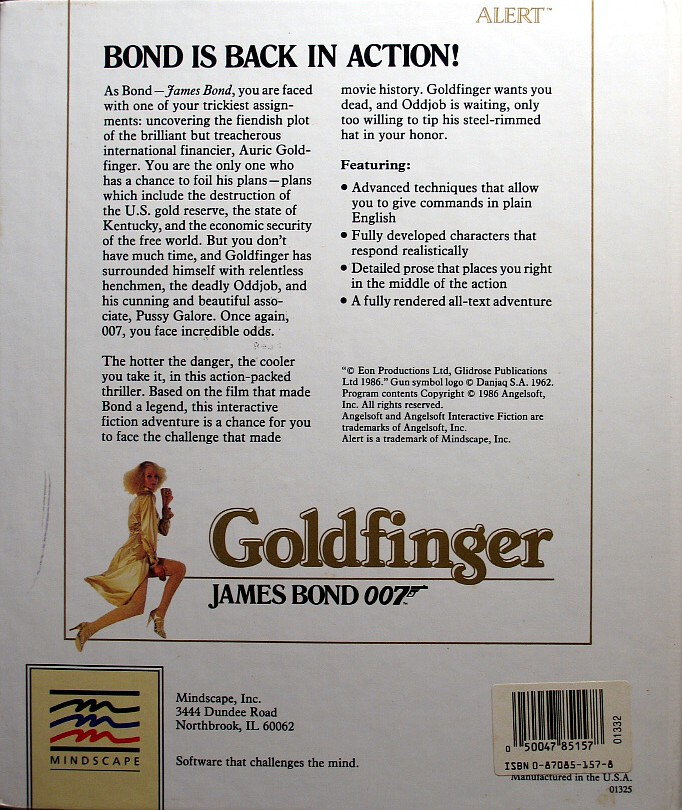 ALERT™
BOND IS BACK IN ACTION!
As Bond—James Bond, you are faced
with one of your trickiest assign-
ments: uncovering the fiendish plot
of the brilliant but treacherous
international financier, Auric Gold-
finger. You are the only one who
has a chance to foil his plans—plans
which include the destruction of
the U.S. gold reserve, the state of
Kentucky, and the economic security
of the free world. But you don't
have much time, and Goldfinger has
surrounded himself with relentless
henchmen, the deadly Oddjob, and
his cunning and beautiful asso-
ciate, Pussy Galore. Once again,
007, you face incredible odds.
The hotter the danger, the cooler
you take it, in this action-packed
thriller. Based on the film that made
Bond a legend, this interactive
fiction adventure is a chance for you
to face the challenge that made
movie history. Goldfinger wants you
dead, and Oddjob is waiting, only
too willing to tip his steel-rimmed
hat in your honor.
Featuring:
• Advanced techniques that allow
you to give commands in plain
English
• Fully developed characters that
respond realistically
• Detailed prose that places you right
in the middle of the action
• A fully rendered all-text adventure
"© Eon Productions Ltd, Glidrose Publications
Ltd 1986." Gun symbol logo © Danjaq S.A. 1962.
Program contents Copyright © 1986 Angelsoft,
Inc. All rights reserved.
Angelsoft and Angelsoft Interactive Fiction are
trademarks of Angelsoft, Inc.
Alert is a trademark of Mindscape, Inc.
Goldfinger
JAMES BOND 007™
MINDSCAPE
Mindscape, Inc.
3444 Dundee Road
Northbrook, IL 60062
Software that challenges the mind.
0 50047 85157 01332
ISBN 0-87085-157-8
Manufactured in the U.S.A.
01325